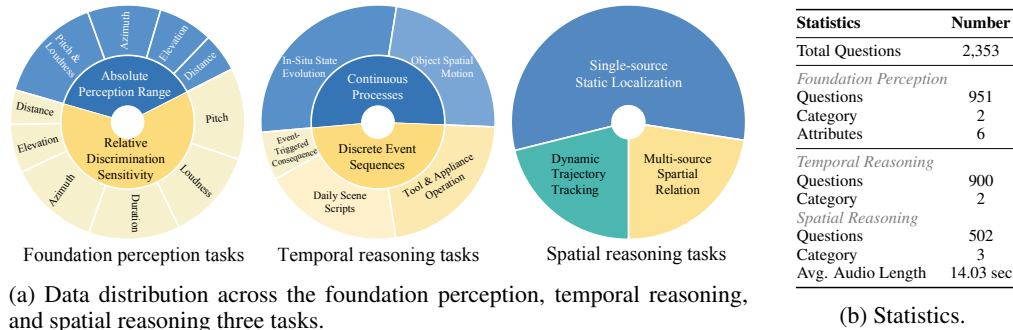 Pitch & Loudness
Azimuth
Elevation
Distance
Absolute
Perception Range
Pitch
Loudness
Duration
Azimuth
Elevation
Distance
Relative
Discrimination
Sensitivity
Foundation perception tasks
In-Situ State
Evolution
Object Spatial
Motion
Continuous
Processes
Discrete Event
Sequences
Event-
Triggered
Consequence
Daily Scene
Scripts
Tool & Appliance
Operation
Temporal reasoning tasks
Single-source
Static Localization
Dynamic
Trajectory
Tracking
Multi-source
Spartial
Relation
Spatial reasoning tasks
(a) Data distribution across the foundation perception, temporal reasoning,
and spatial reasoning three tasks.
Statistics Number
Total Questions 2,353
Foundation Perception
Questions 951
Category 2
Attributes 6
Temporal Reasoning
Questions 900
Category 2
Spatial Reasoning
Questions 502
Category 3
Avg. Audio Length 14.03 sec
(b) Statistics.